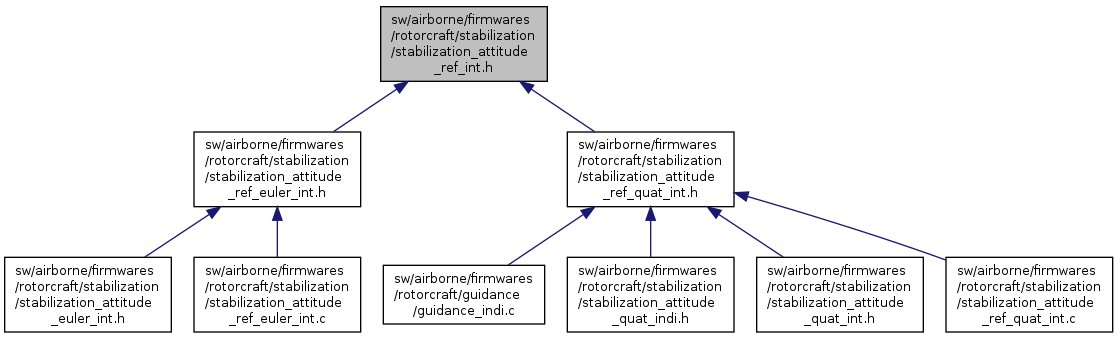 sw/airborne/firmwares
/rotorcraft/stabilization
/stabilization_attitude
_ref_int.h
sw/airborne/firmwares
/rotorcraft/stabilization
/stabilization_attitude
_ref_euler_int.h
sw/airborne/firmwares
/rotorcraft/stabilization
/stabilization_attitude
_ref_quat_int.h
sw/airborne/firmwares
/rotorcraft/stabilization
/stabilization_attitude
_euler_int.h
sw/airborne/firmwares
/rotorcraft/stabilization
/stabilization_attitude
_ref_euler_int.c
sw/airborne/firmwares
/rotorcraft/guidance
/guidance_indi.c
sw/airborne/firmwares
/rotorcraft/stabilization
/stabilization_attitude
_quat_indi.h
sw/airborne/firmwares
/rotorcraft/stabilization
/stabilization_attitude
_quat_int.h
sw/airborne/firmwares
/rotorcraft/stabilization
/stabilization_attitude
_ref_quat_int.c